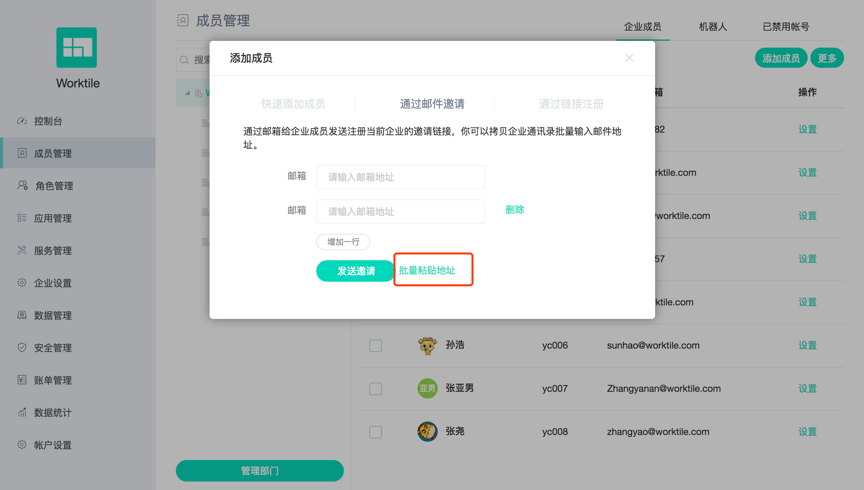 Worktile
控制台
成员管理
角色管理
应用管理
服务管理
企业设置
数据管理
安全管理
账单管理
数据统计
帐户设置
成员管理
企业成员
机器人
已禁用帐号
搜索
添加成员
更多
W
管理部门
箱
操作
82
设置
rktile.com
设置
worktile.com
设置
57
设置
ktile.com
设置
孙浩
yc006
sunhao@worktile.com
设置
亚男
张亚男
yc007
Zhangyanan@worktile.com
设置
张尧
yc008
zhangyao@worktile.com
设置
添加成员
快速添加成员
通过邮件邀请
通过链接注册
通过邮箱给企业成员发送注册当前企业的邀请链接，你可以拷贝企业通讯录批量输入邮件地
址。
邮箱
请输入邮箱地址
邮箱
请输入邮箱地址
删除
增加一行
发送邀请
批量粘贴地址